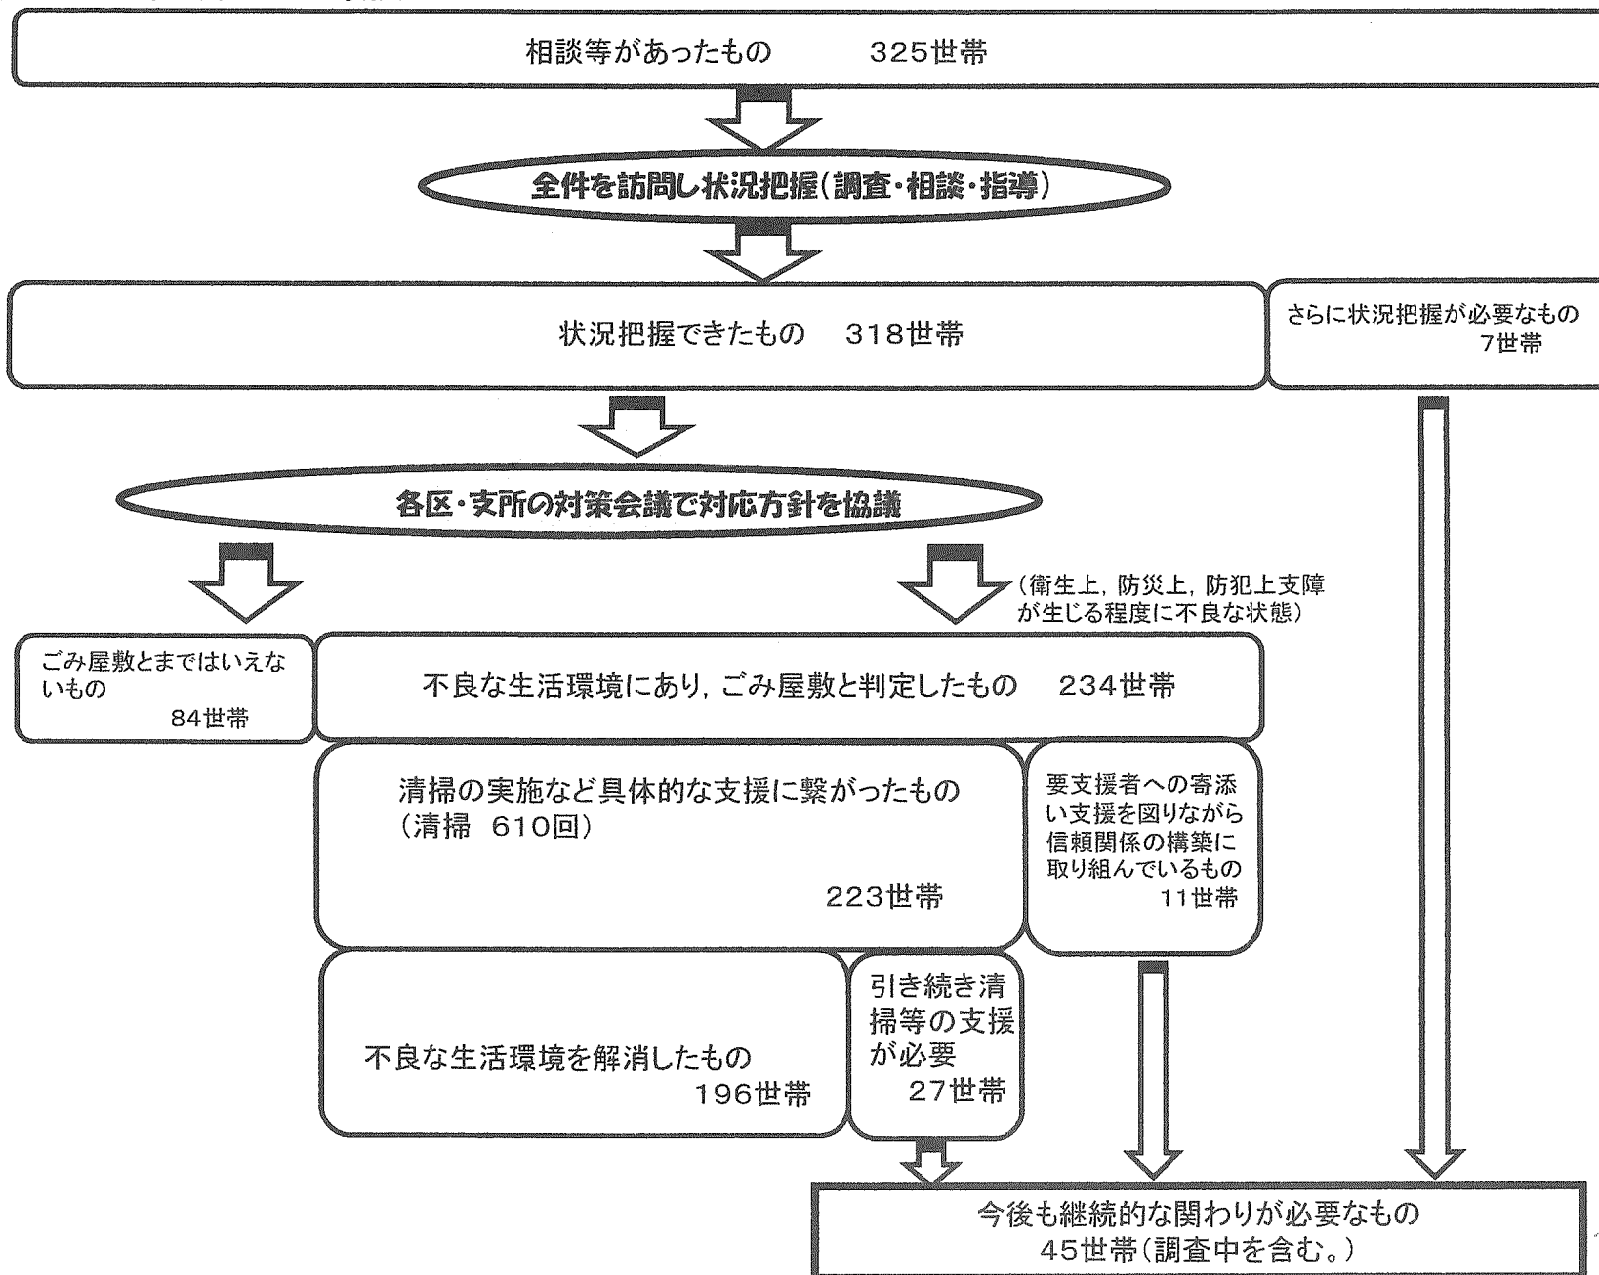 相談等があったもの 325世帯
全件を訪問し状況把握(調査・相談・指導)
状況把握できたもの 318世帯
さらに状況把握が必要なもの
7世帯
各区・支所の対策会議で対応方針を協議
(衛生上, 防災上, 防犯上支障
が生じる程度に不良な状態)
ごみ屋敷とまではいえな
いもの
84世帯
不良な生活環境にあり, ごみ屋敷と判定したもの 234世帯
清掃の実施など具体的な支援に繋がったもの
(清掃 610回)
223世帯
要支援者への寄添
い支援を図りながら
信頼関係の構築に
取り組んでいるもの
11世帯
不良な生活環境を解消したもの
196世帯
引き続き清
掃等の支援
が必要
27世帯
今後も継続的な関わりが必要なもの
45世帯(調査中を含む。)